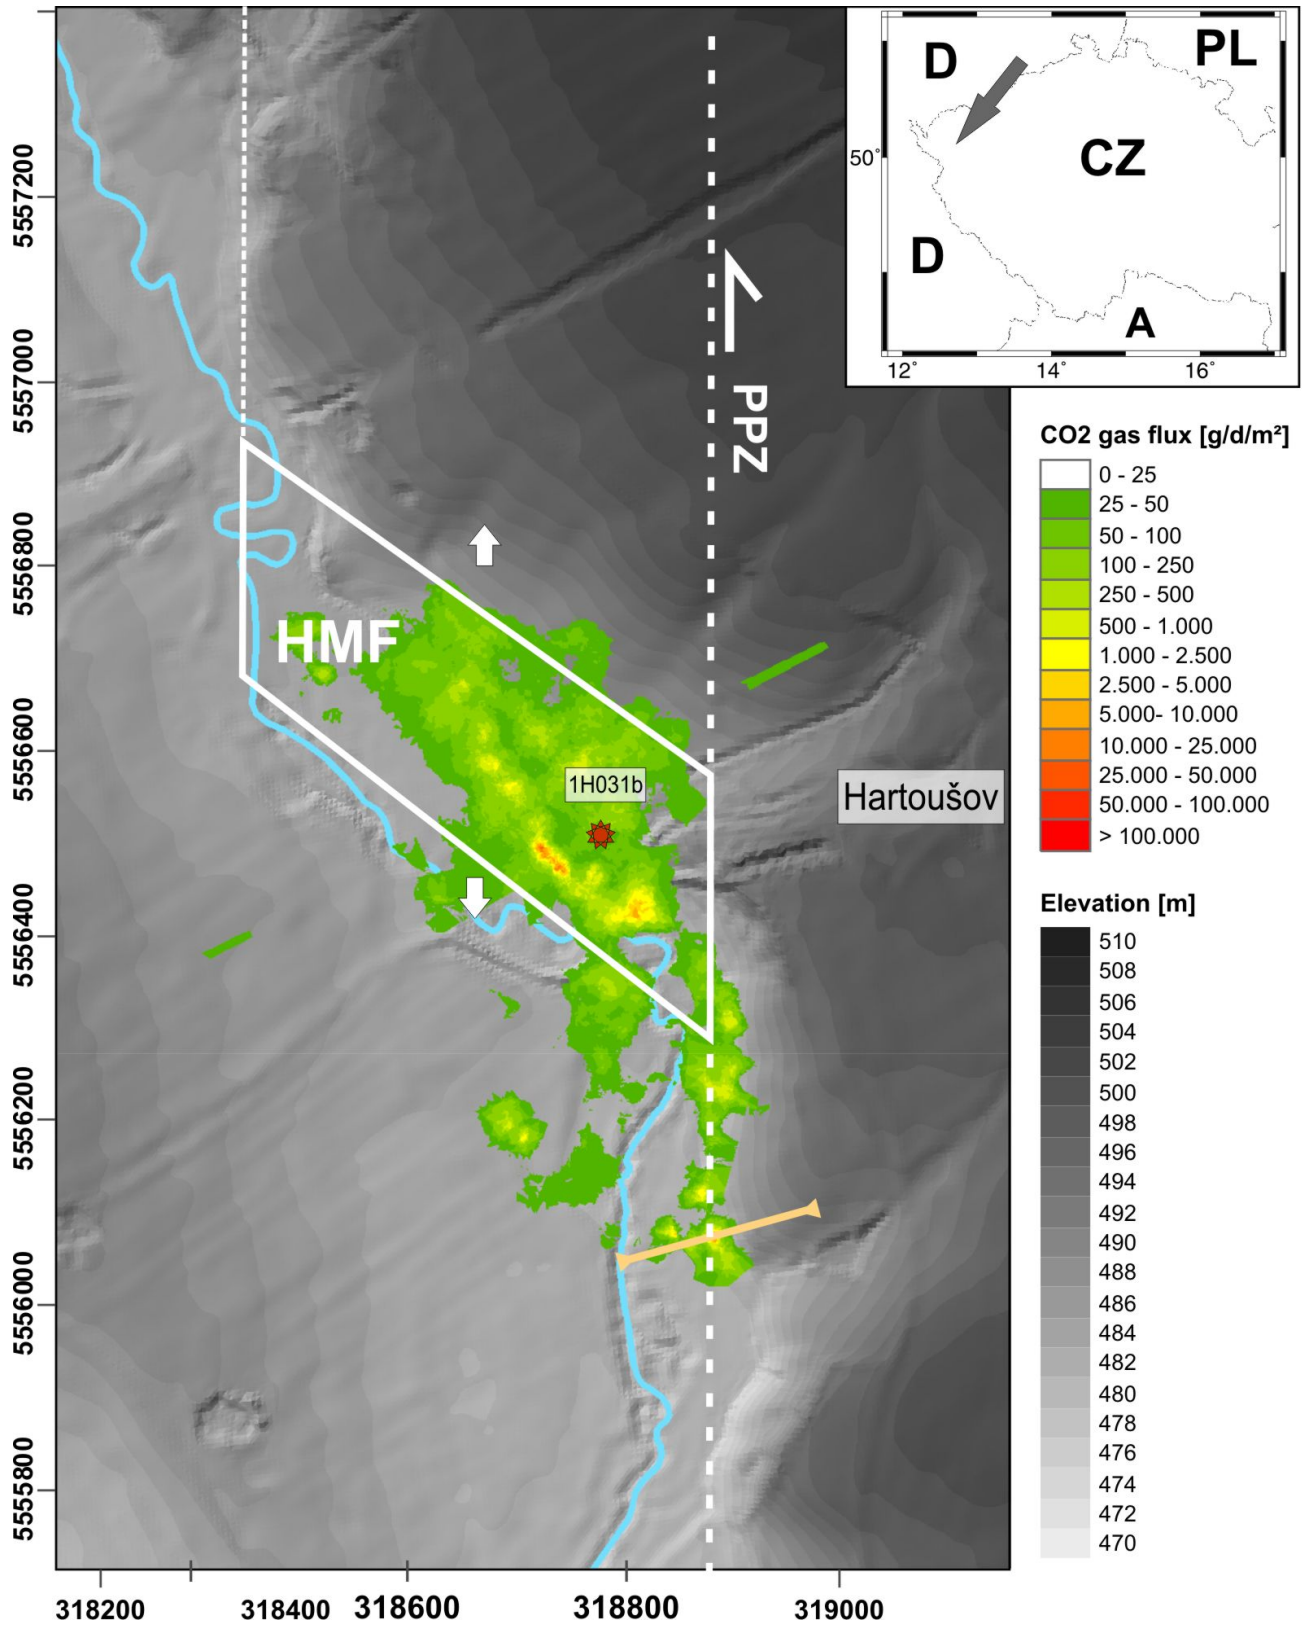 D
PL
CZ
50°
D
A
12°
14°
16°
5557200
5557000
5556800
5556600
5556400
5556200
5556000
5555800
PPZ
HMF
1H031b
Hartoušov
CO2 gas flux [g/d/m²]
0 - 25
25 - 50
50 - 100
100 - 250
250 - 500
500 - 1.000
1.000 - 2.500
2.500 - 5.000
5.000- 10.000
10.000 - 25.000
25.000 - 50.000
50.000 - 100.000
> 100.000
Elevation [m]
510
508
506
504
502
500
498
496
494
492
490
488
486
484
482
480
478
476
474
472
470
318200
318400
318600
318800
319000